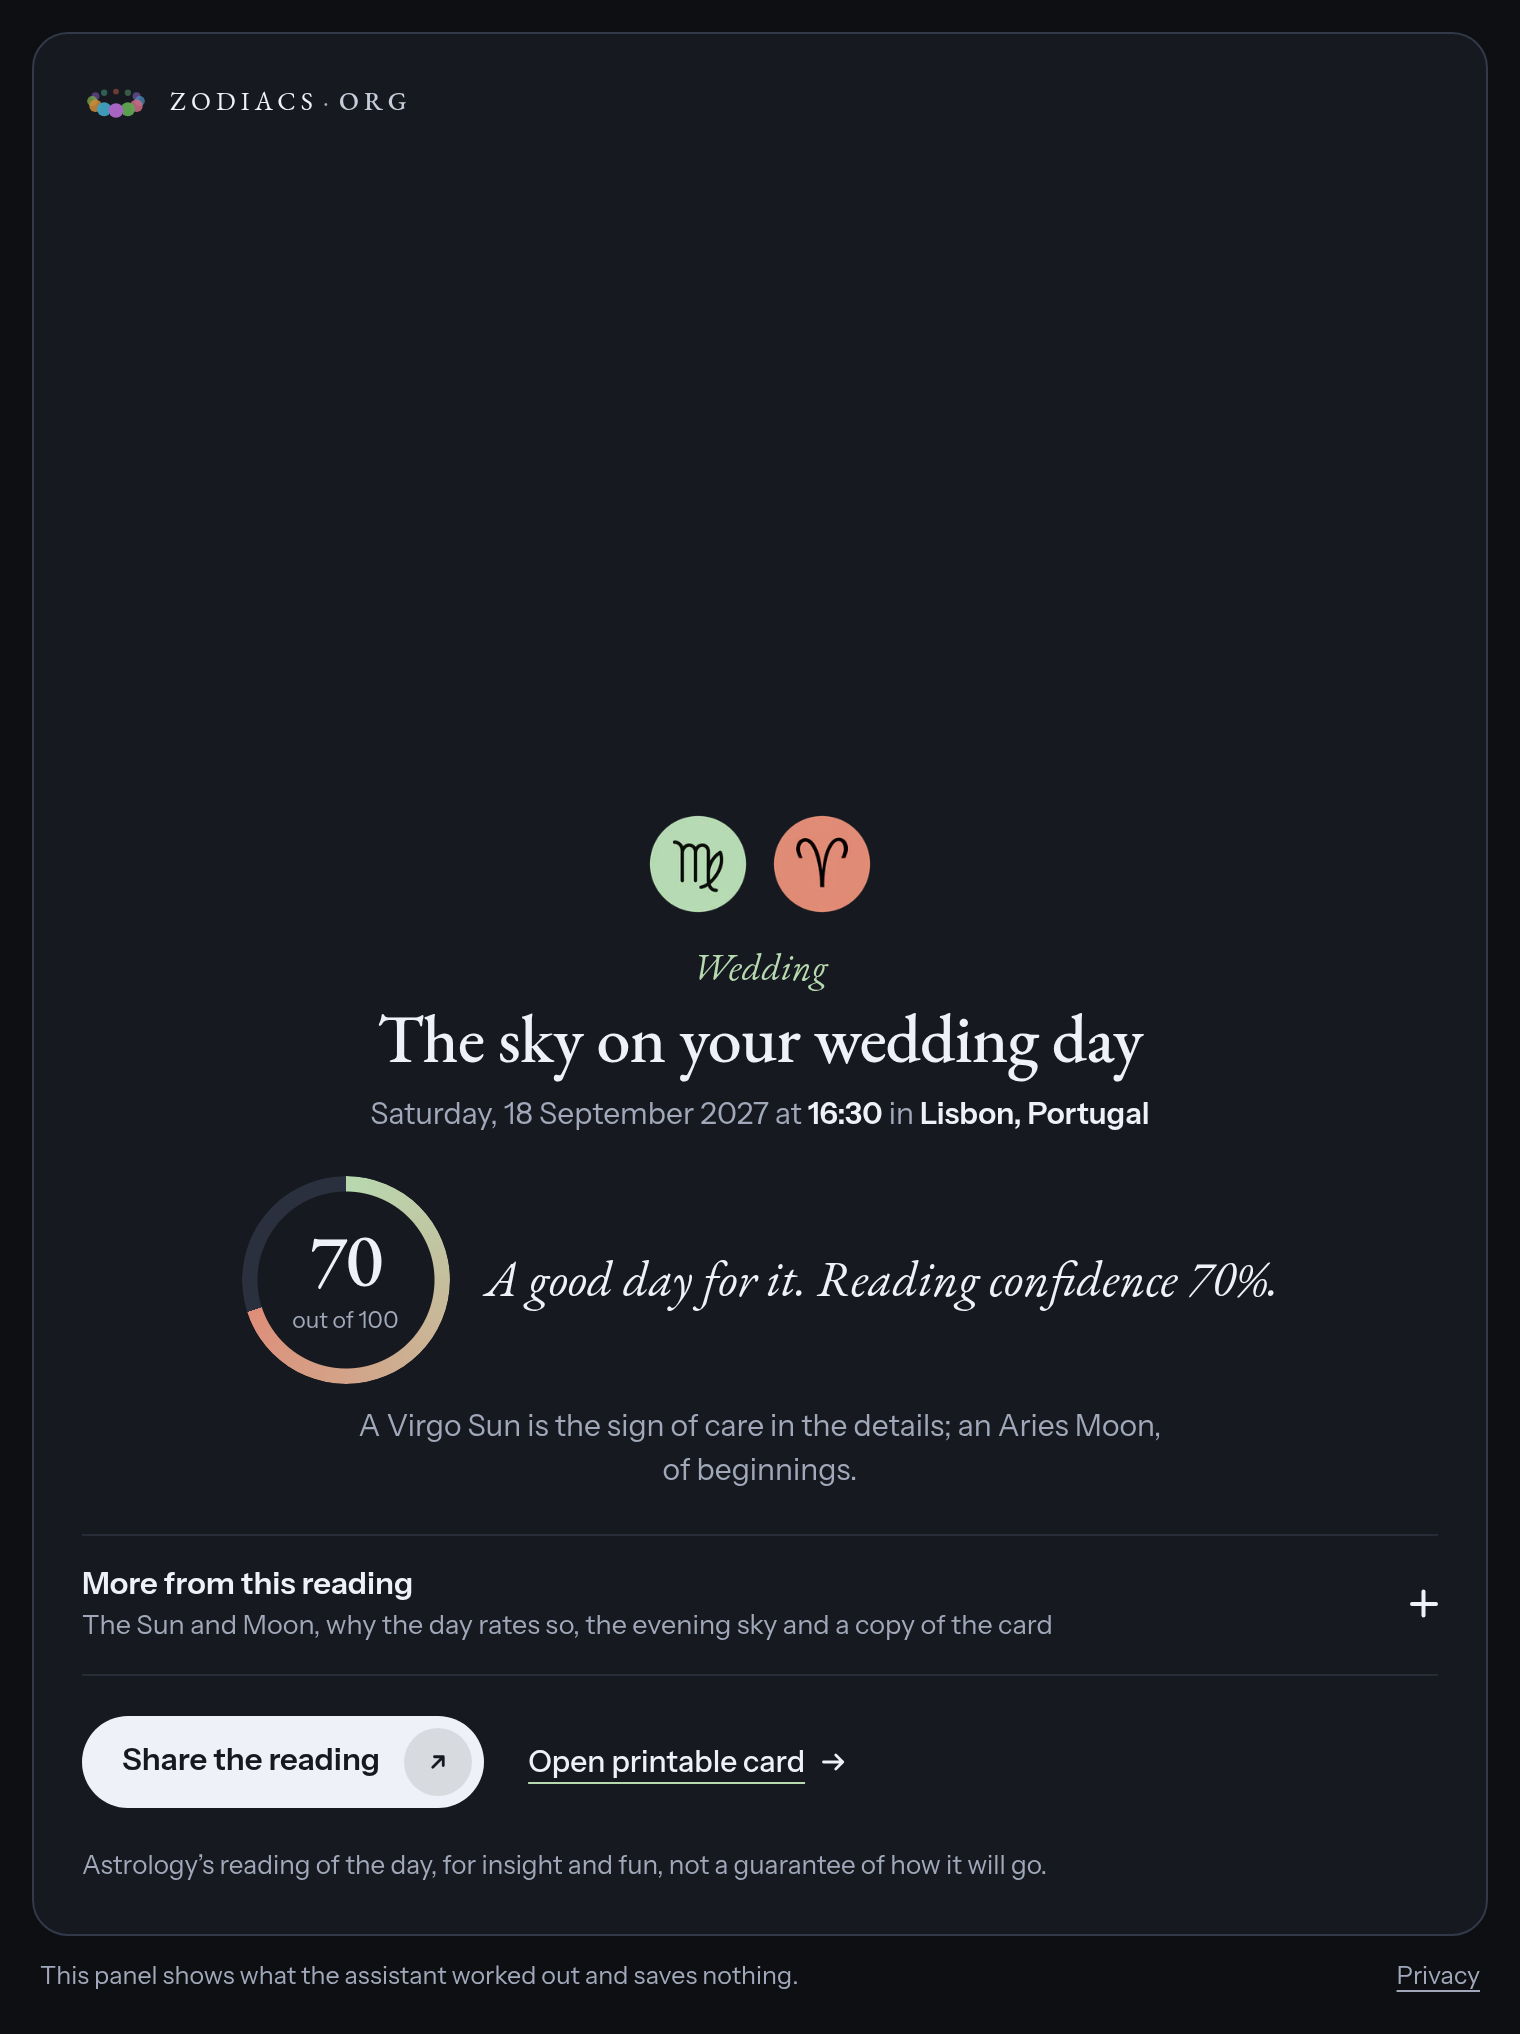 ZODIACS · ORG
Wedding
The sky on your wedding day
Saturday, 18 September 2027 at 16:30 in Lisbon, Portugal
70
out of 100
A good day for it. Reading confidence 70%.
A Virgo Sun is the sign of care in the details; an Aries Moon,
of beginnings.
More from this reading
The Sun and Moon, why the day rates so, the evening sky and a copy of the card
Share the reading
Open printable card →
Astrology’s reading of the day, for insight and fun, not a guarantee of how it will go.
This panel shows what the assistant worked out and saves nothing.
Privacy